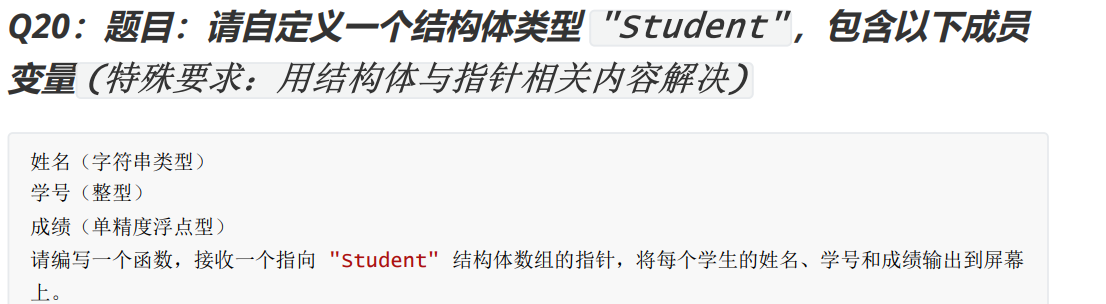 Q20：题目：请自定义一个结构体类型 "Student"，包含以下成员
变量 (特殊要求：用结构体与指针相关内容解决)
姓名（字符串类型）
学号（整型）
成绩（单精度浮点型）
请编写一个函数，接收一个指向 "Student" 结构体数组的指针，将每个学生的姓名、学号和成绩输出到屏幕
上。